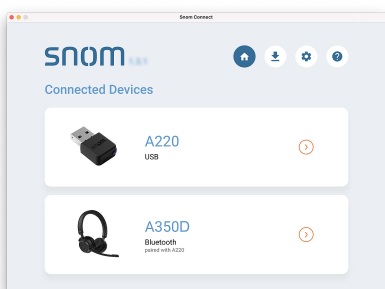 Snom Connect
snom
Connected Devices
A220
USB
A350D
Bluetooth
paired with A220